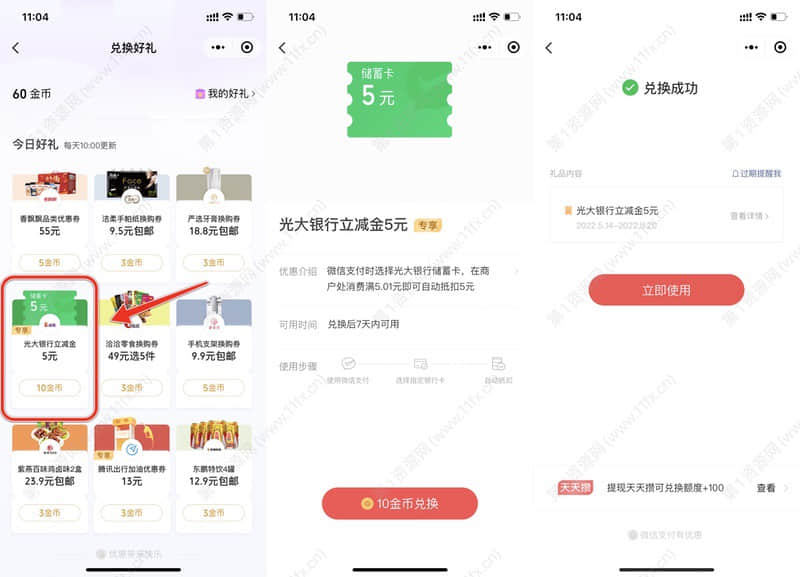 11:04
兑换好礼
60 金币
我的好礼
今日好礼 每天10:00更新
香飘飘品类优惠券
55元
5金币
洁柔手帕纸换购券
9.5元包邮
3金币
严选牙膏换购券
18.8元包邮
3金币
储蓄卡
5元
专享
光大银行立减金
5元
10金币
洽洽零食换购券
49元选5件
3金币
手机支架换购券
9.9元包邮
5金币
紫燕百味鸡卤味2盒
23.9元包邮
3金币
专享
腾讯出行加油优惠券
13元
3金币
东鹏特饮4罐
12.9元包邮
3金币
优惠带来快乐
11:04
储蓄卡
5 元
光大银行立减金5元 专享
优惠介绍 微信支付时选择光大银行储蓄卡，在商
户处消费满5.01元即可自动抵扣5元
可用时间 兑换后7天内可用
使用步骤
使用微信支付 选择指定银行卡 自动抵扣
10金币兑换
11:04
兑换成功
礼品内容 过期提醒我
光大银行立减金5元
2022.5.14-2022.5.20
查看详情
立即使用
天天攒 提现天天攒可兑换额度+100 查看
微信支付有优惠
第1资源网 (www.11fx.cn)